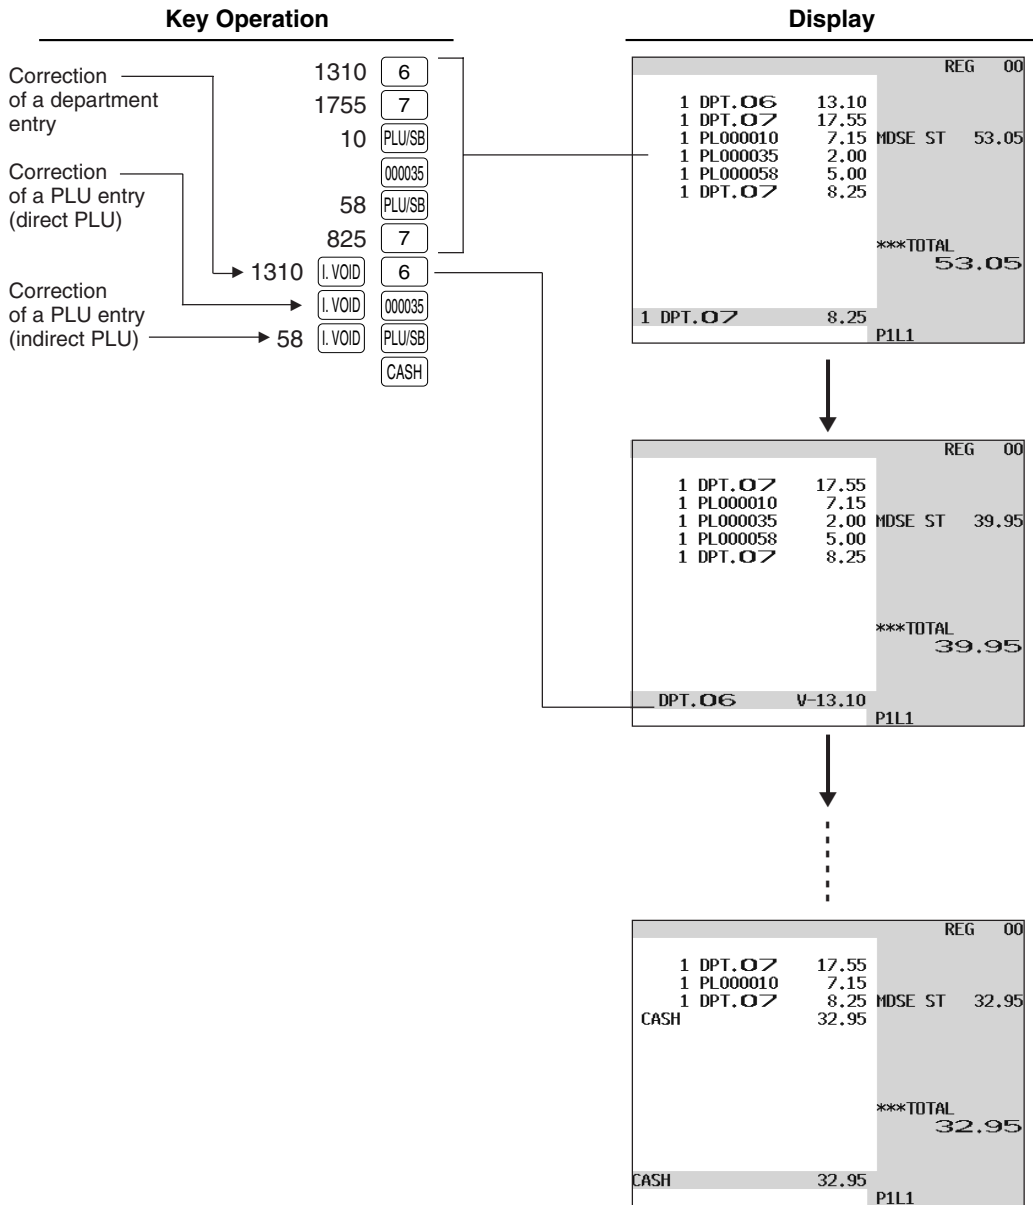 Key Operation
Display
Correction
of a department
entry
Correction
of a PLU entry
(direct PLU)
Correction
of a PLU entry
(indirect PLU)
1310 6
1755 7
10 PLU/SB
000035
58 PLU/SB
825 7
1310 I. VOID 6
I. VOID 000035
58 I. VOID PLU/SB
CASH
REG 00
1 DPT.06 13.10
1 DPT.07 17.55
1 PL000010 7.15 MDSE ST 53.05
1 PL000035 2.00
1 PL000058 5.00
1 DPT.07 8.25
***TOTAL
53.05
1 DPT.07 8.25
P1L1
REG 00
1 DPT.07 17.55
1 PL000010 7.15
1 PL000035 2.00 MDSE ST 39.95
1 PL000058 5.00
1 DPT.07 8.25
***TOTAL
39.95
DPT.06 V-13.10
P1L1
REG 00
1 DPT.07 17.55
1 PL000010 7.15
1 DPT.07 8.25 MDSE ST 32.95
CASH 32.95
***TOTAL
32.95
CASH 32.95
P1L1